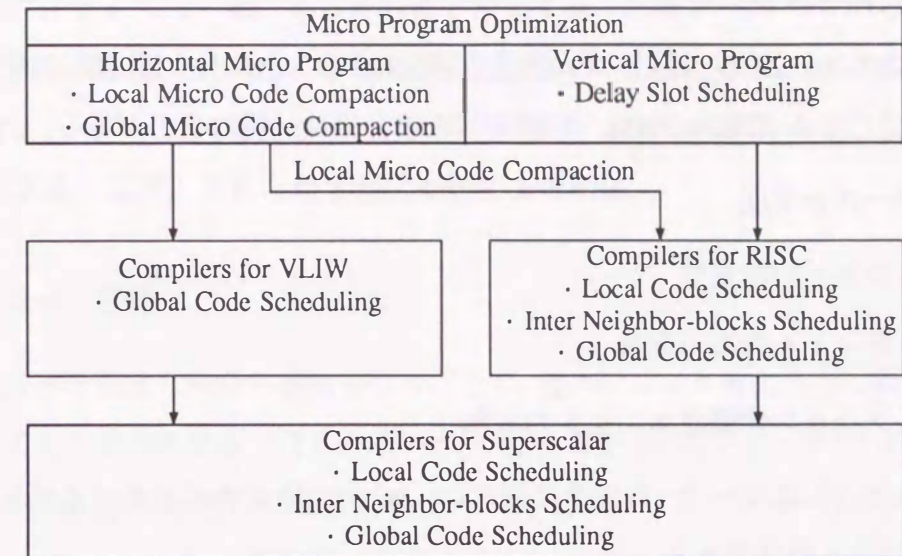 Micro Program Optimization
Horizontal Micro Program
· Local Micro Code Compaction
· Global Micro Code Compaction
Vertical Micro Program
· Delay Slot Scheduling
Local Micro Code Compaction
Compilers for VLIW
· Global Code Scheduling
Compilers for RISC
· Local Code Scheduling
· Inter Neighbor-blocks Scheduling
· Global Code Scheduling
Compilers for Superscalar
· Local Code Scheduling
· Inter Neighbor-blocks Scheduling
· Global Code Scheduling